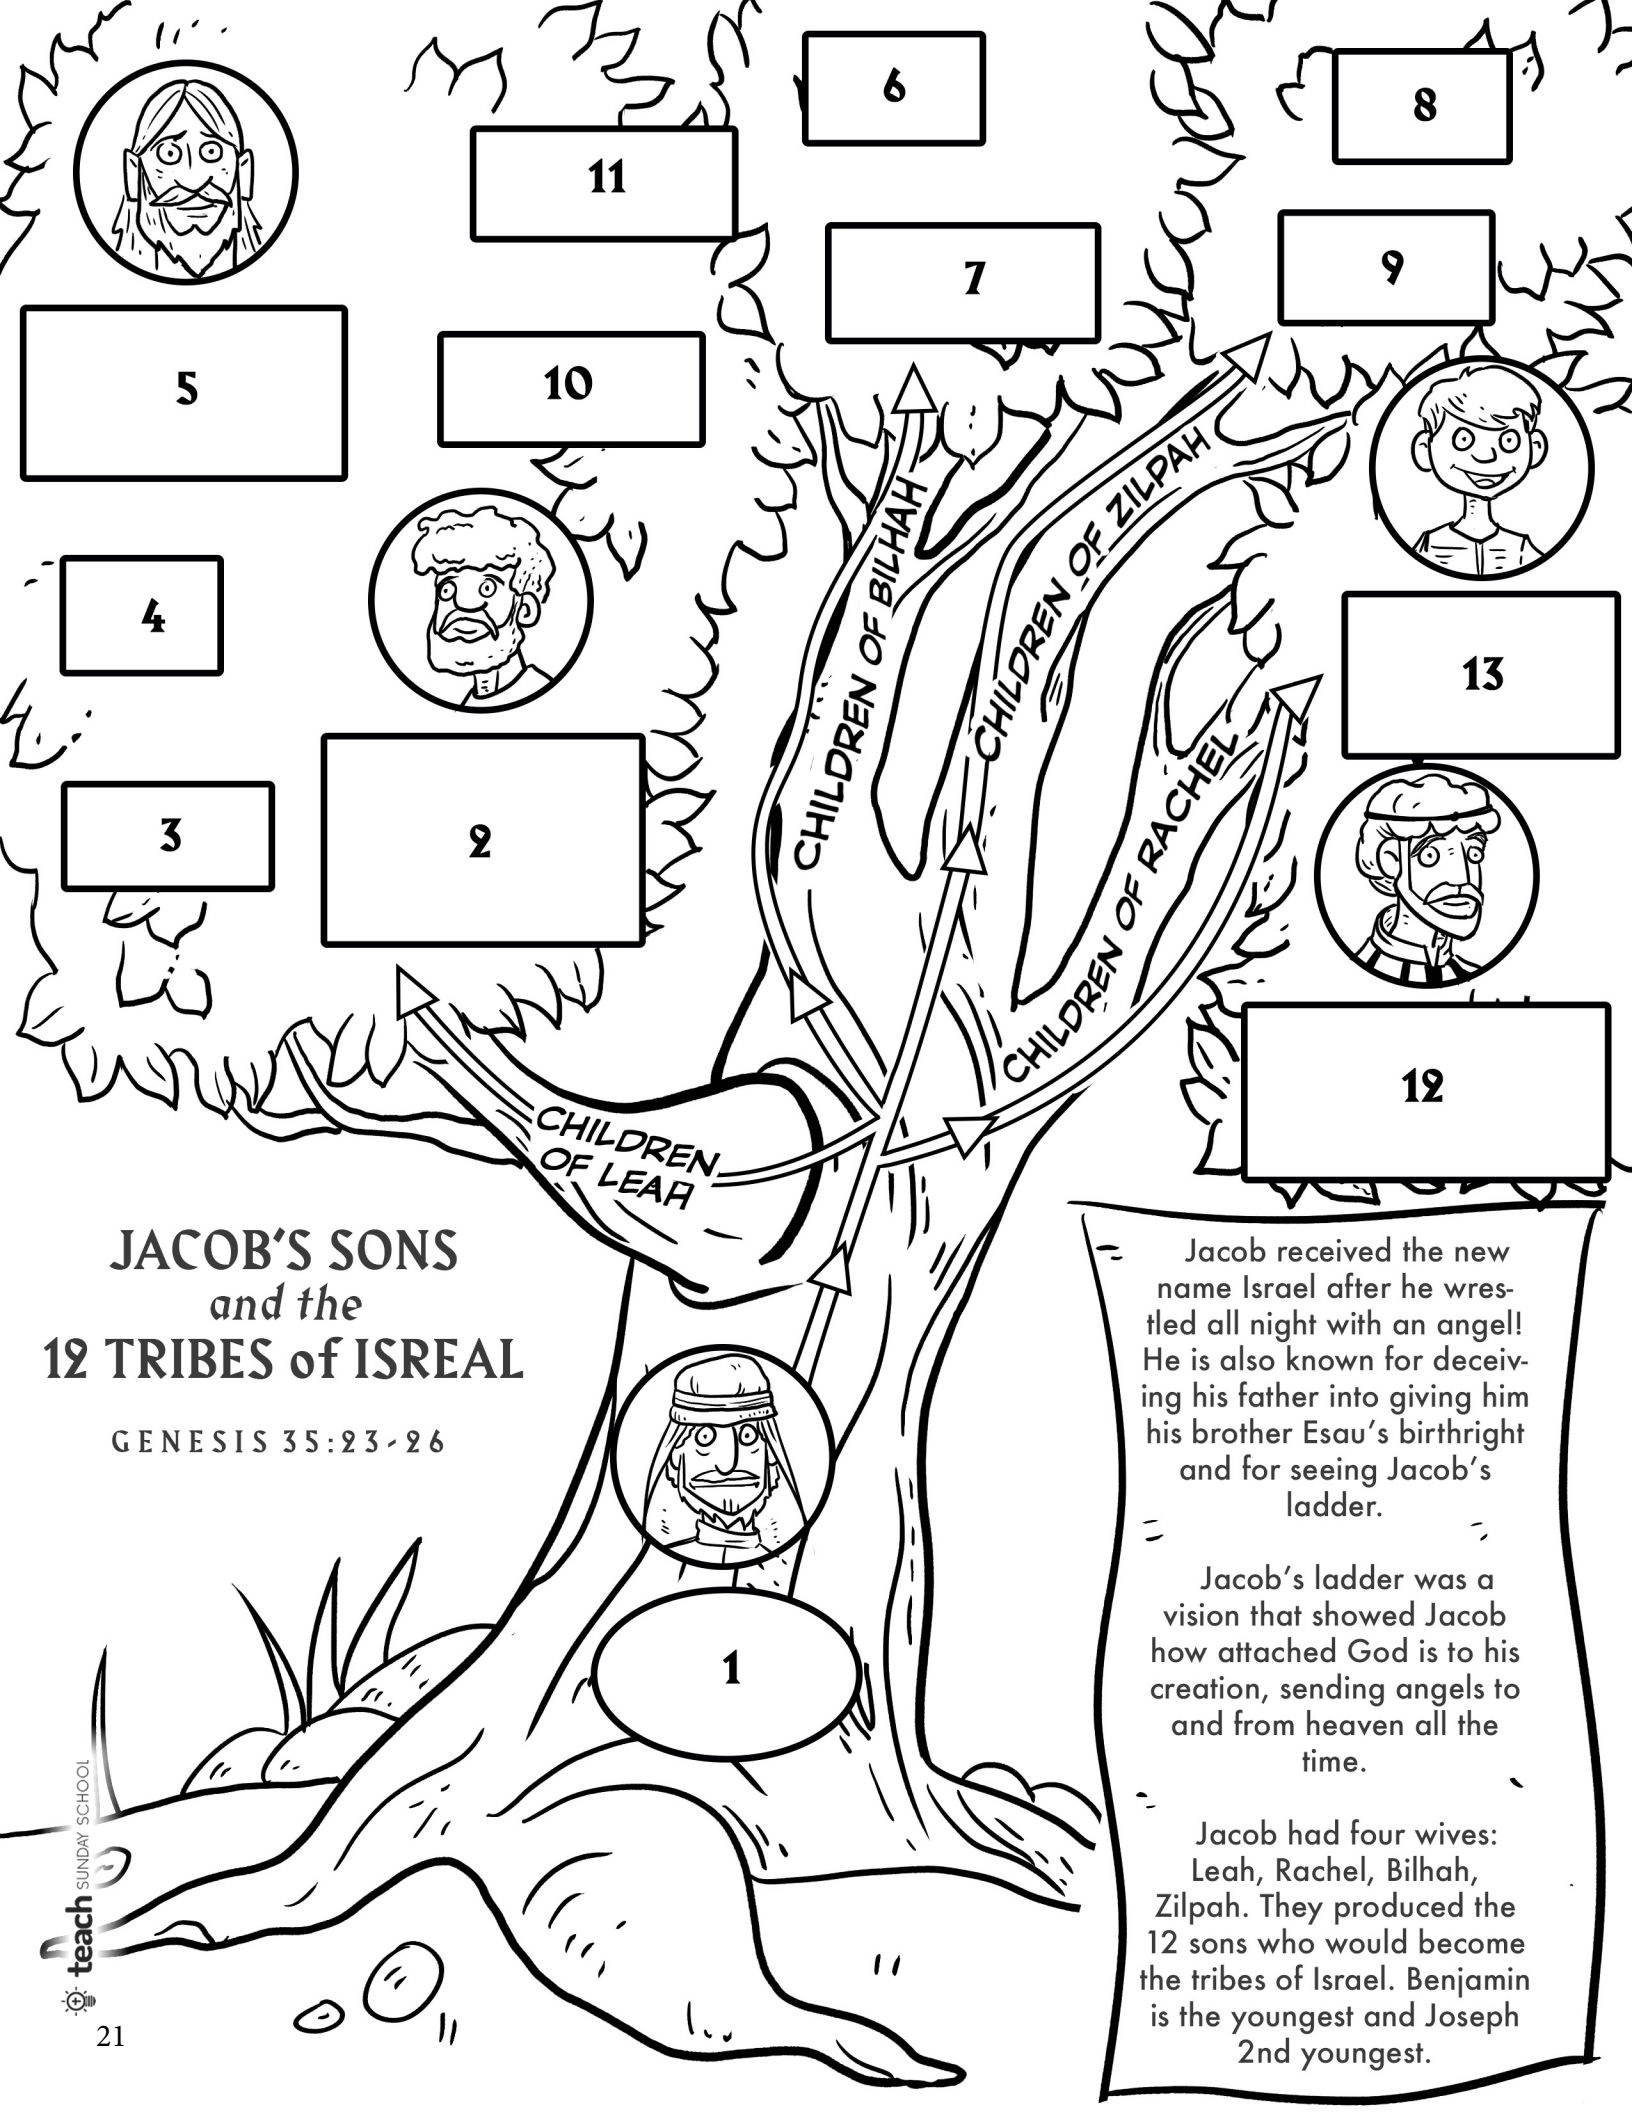 6
8
11
9
7
5
10
4
13
3
2
12
CHILDREN OF BILHAH
CHILDREN OF ZILPAH
CHILDREN OF RACHEL
CHILDREN
OF LEAH
JACOB'S SONS
and the
12 TRIBES of ISREAL
GENESIS 35:23-26
1
Jacob received the new
name Israel after he wres-
tled all night with an angel!
He is also known for deceiv-
ing his father into giving him
his brother Esau's birthright
and for seeing Jacob's
ladder.
Jacob's ladder was a
vision that showed Jacob
how attached God is to his
creation, sending angels to
and from heaven all the
time.
Jacob had four wives:
Leah, Rachel, Bilhah,
Zilpah. They produced the
12 sons who would become
the tribes of Israel. Benjamin
is the youngest and Joseph
2nd youngest.
teach SUNDAY SCHOOL
21